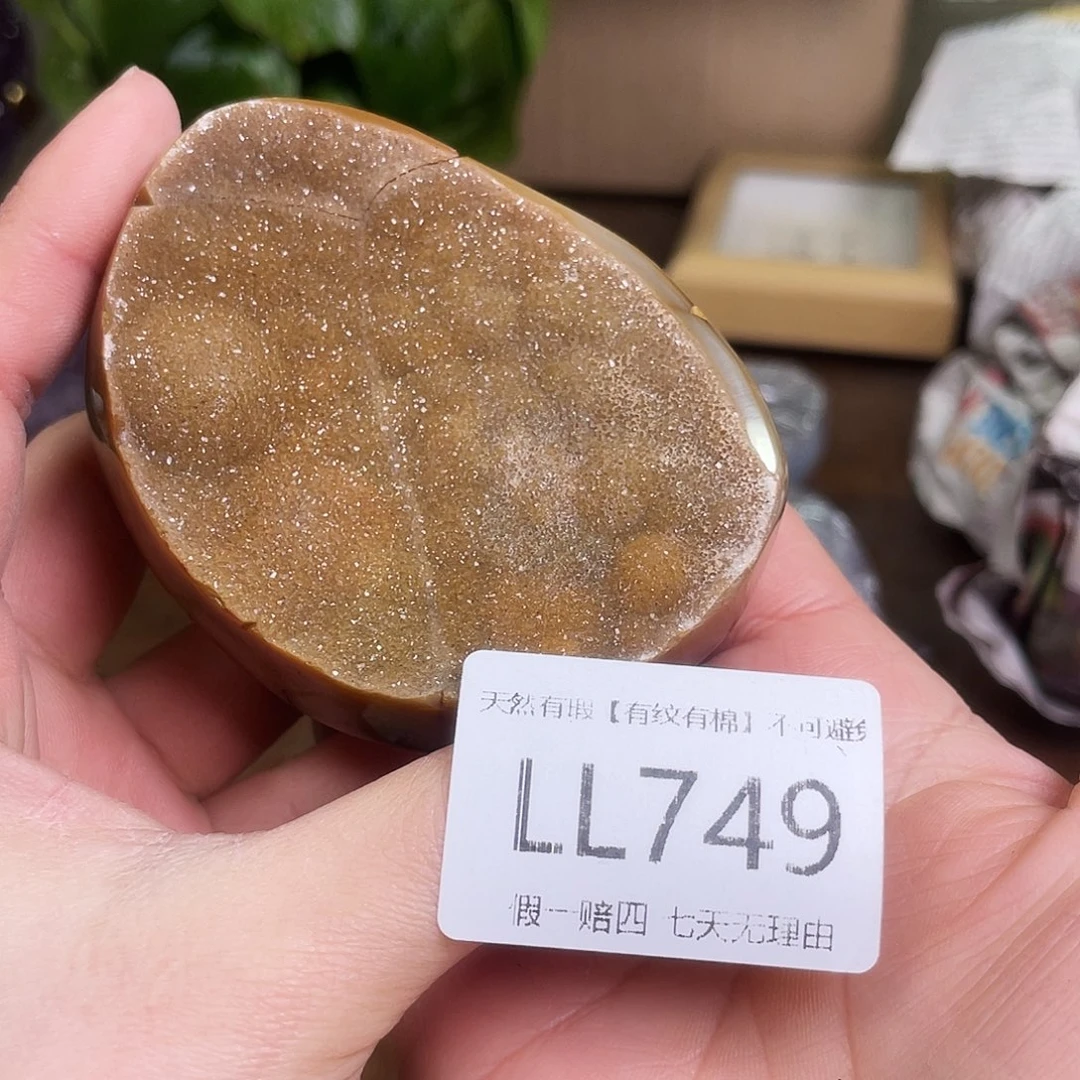 天然有瑕【有纹有棉】不可避免
LL749
假一赔四 七天无理由